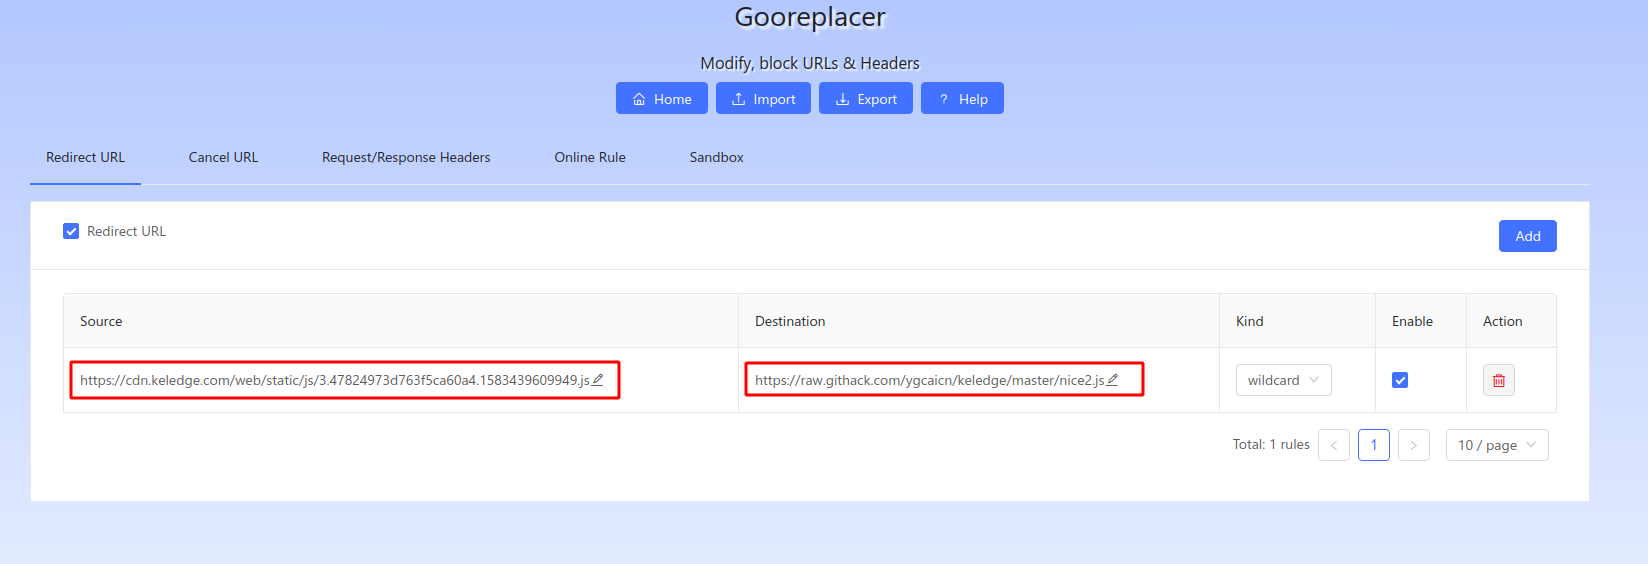 Gooreplacer
Modify, block URLs & Headers
Home Import Export ? Help
Redirect URL Cancel URL Request/Response Headers Online Rule Sandbox
Redirect URL Add
Source Destination Kind Enable Action
https://cdn.keledge.com/web/static/js/3.47824973d763f5ca60a4.1583439609949.js https://raw.githack.com/ygcaicn/keledge/master/nice2.js wildcard
Total: 1 rules < 1 > 10 / page